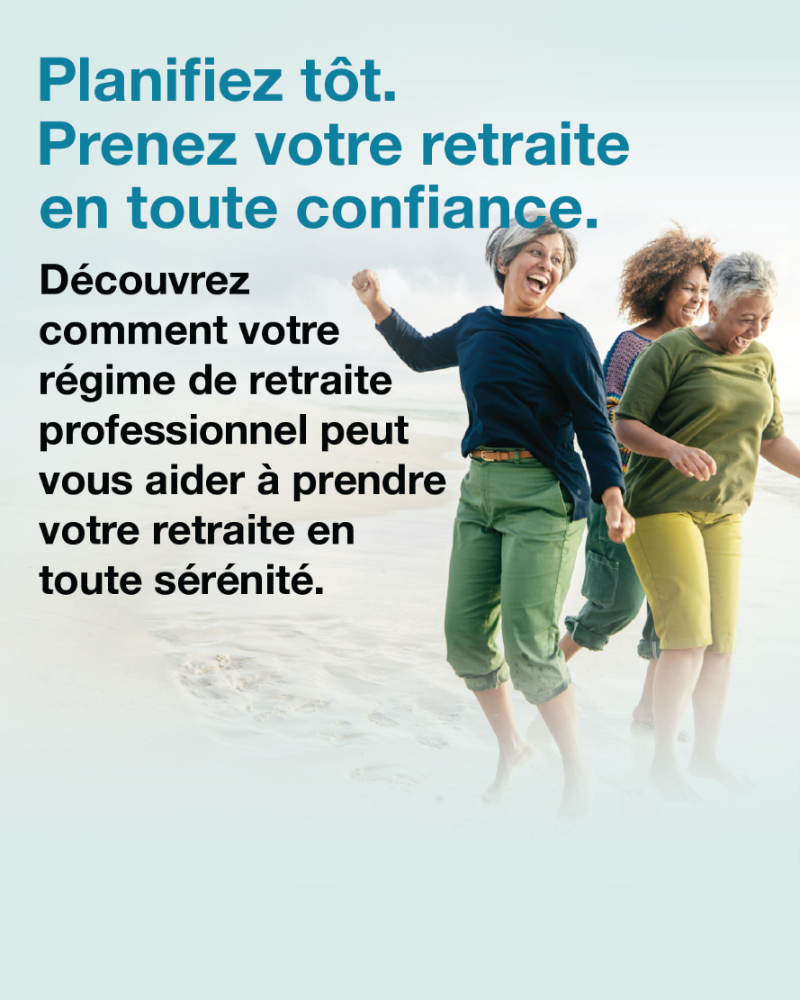 Planifiez tôt.
Prenez votre retraite
en toute confiance.
Découvrez
comment votre
régime de retraite
professionnel peut
vous aider à prendre
votre retraite en
toute sérénité.